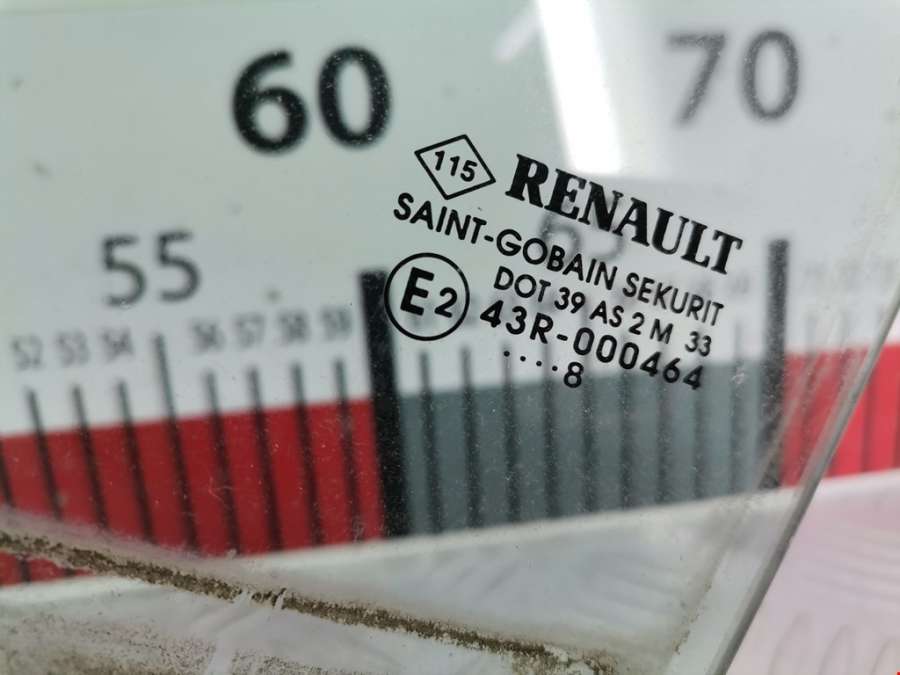 60
70
115 RENAULT
SAINT-GOBAIN SEKURIT
DOT 39 AS 2 M 33
E2 43R-000464
....8
55
52 53 54 56 57 58 59